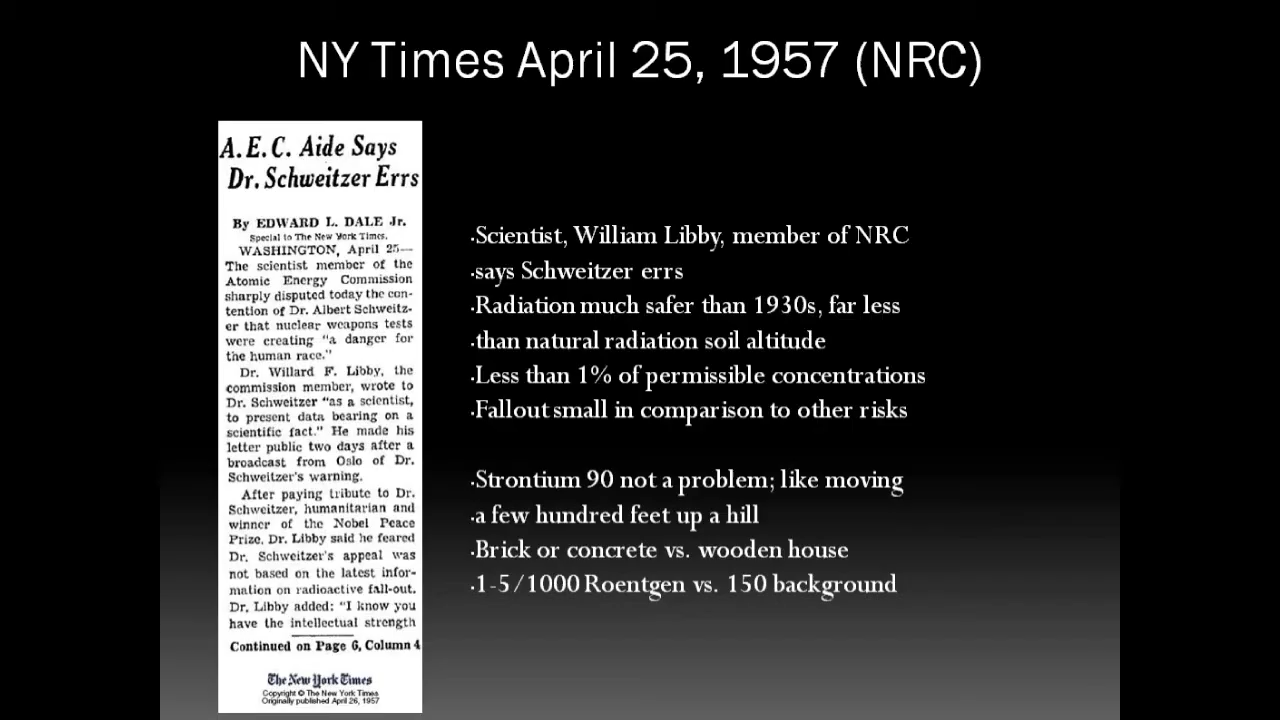 NY Times April 25, 1957 (NRC)
A. E. C. Aide Says
Dr. Schweitzer Errs
By EDWARD L. DALE Jr.
Special to The New York Times.
WASHINGTON, April 25—
The scientist member of the
Atomic Energy Commission
sharply disputed today the con-
tention of Dr. Albert Schweitz-
er that nuclear weapons tests
were creating "a danger for
the human race."
Dr. Willard F. Libby, the
commission member, wrote to
Dr. Schweitzer "as a scientist,
to present data bearing on a
scientific fact." He made his
letter public two days after a
broadcast from Oslo of Dr.
Schweitzer's warning.
After paying tribute to Dr.
Schweitzer, humanitarian and
winner of the Nobel Peace
Prize, Dr. Libby said he feared
Dr. Schweitzer's appeal was
not based on the latest infor-
mation on radioactive fall-out.
Dr. Libby added: "I know you
have the intellectual strength
Continued on Page 6, Column 4
The New York Times
Copyright © The New York Times
Originally published April 26, 1957
·Scientist, William Libby, member of NRC
·says Schweitzer errs
·Radiation much safer than 1930s, far less
·than natural radiation soil altitude
·Less than 1% of permissible concentrations
·Fallout small in comparison to other risks
·Strontium 90 not a problem; like moving
·a few hundred feet up a hill
·Brick or concrete vs. wooden house
·1-5/1000 Roentgen vs. 150 background